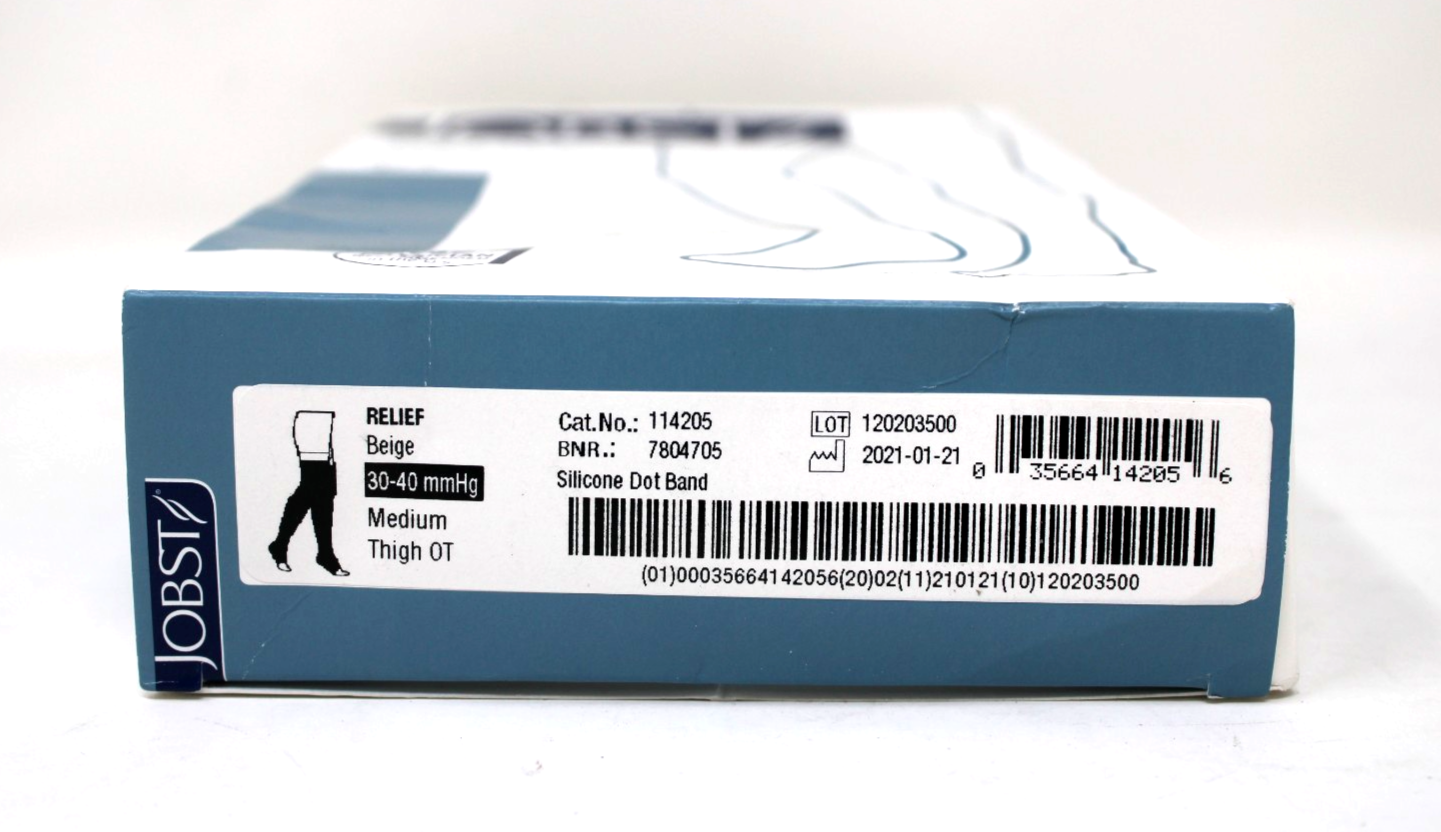 JOBST
RELIEF
Beige
30-40 mmHg
Medium
Thigh OT
Cat.No.: 114205
BNR.: 7804705
Silicone Dot Band
LOT 120203500
2021-01-21
0 35664 14205 6
(01)00035664142056(20)02(11)210121(10)120203500